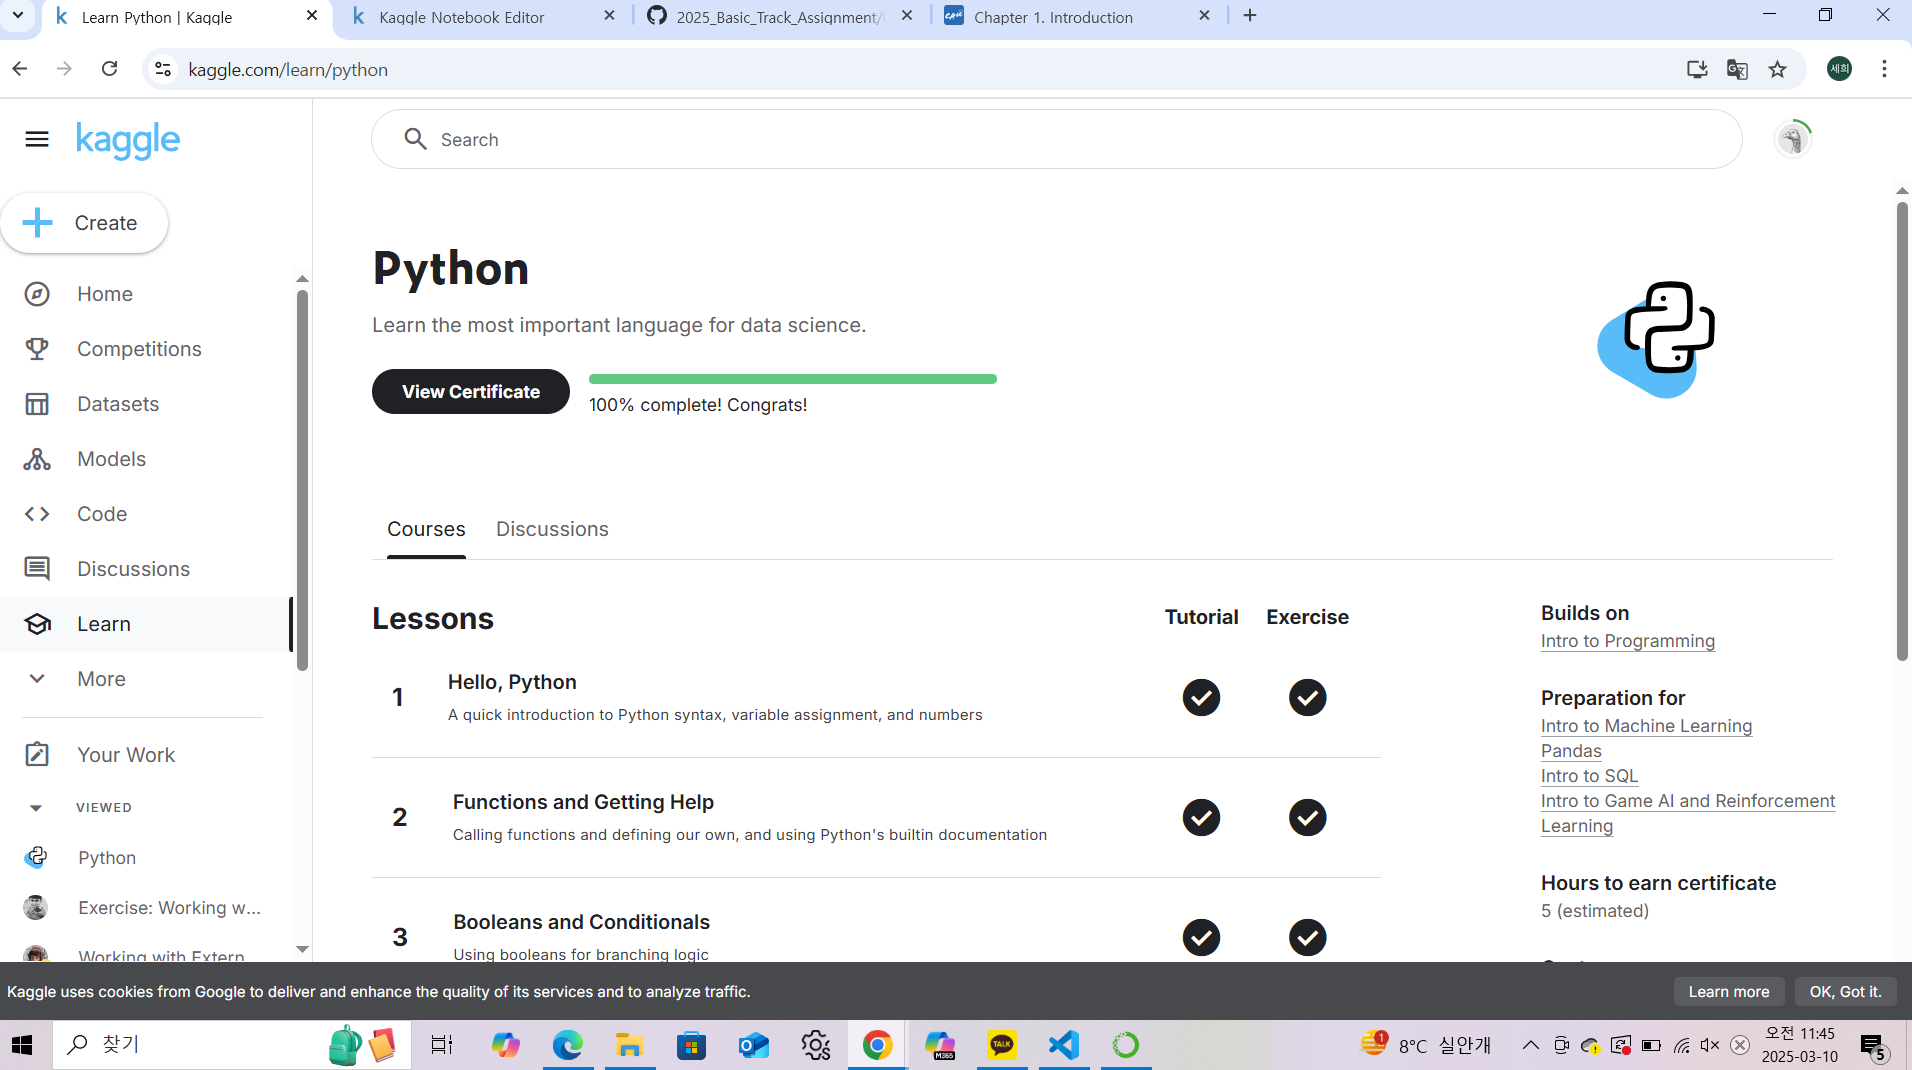 Learn Python | Kaggle
Kaggle Notebook Editor
2025_Basic_Track_Assignment/
Chapter 1. Introduction
kaggle.com/learn/python
세희
kaggle
Search
Create
Home
Competitions
Datasets
Models
Code
Discussions
Learn
More
Your Work
VIEWED
Python
Exercise: Working w...
Working with Extern
Python
Learn the most important language for data science.
View Certificate
100% complete! Congrats!
Courses
Discussions
Lessons
Tutorial
Exercise
1
Hello, Python
A quick introduction to Python syntax, variable assignment, and numbers
2
Functions and Getting Help
Calling functions and defining our own, and using Python's builtin documentation
3
Booleans and Conditionals
Using booleans for branching logic
Builds on
Intro to Programming
Preparation for
Intro to Machine Learning
Pandas
Intro to SQL
Intro to Game AI and Reinforcement
Learning
Hours to earn certificate
5 (estimated)
Kaggle uses cookies from Google to deliver and enhance the quality of its services and to analyze traffic.
Learn more
OK, Got it.
찾기
M365
TALK
1
8°C 실안개
오전 11:45
2025-03-10
5